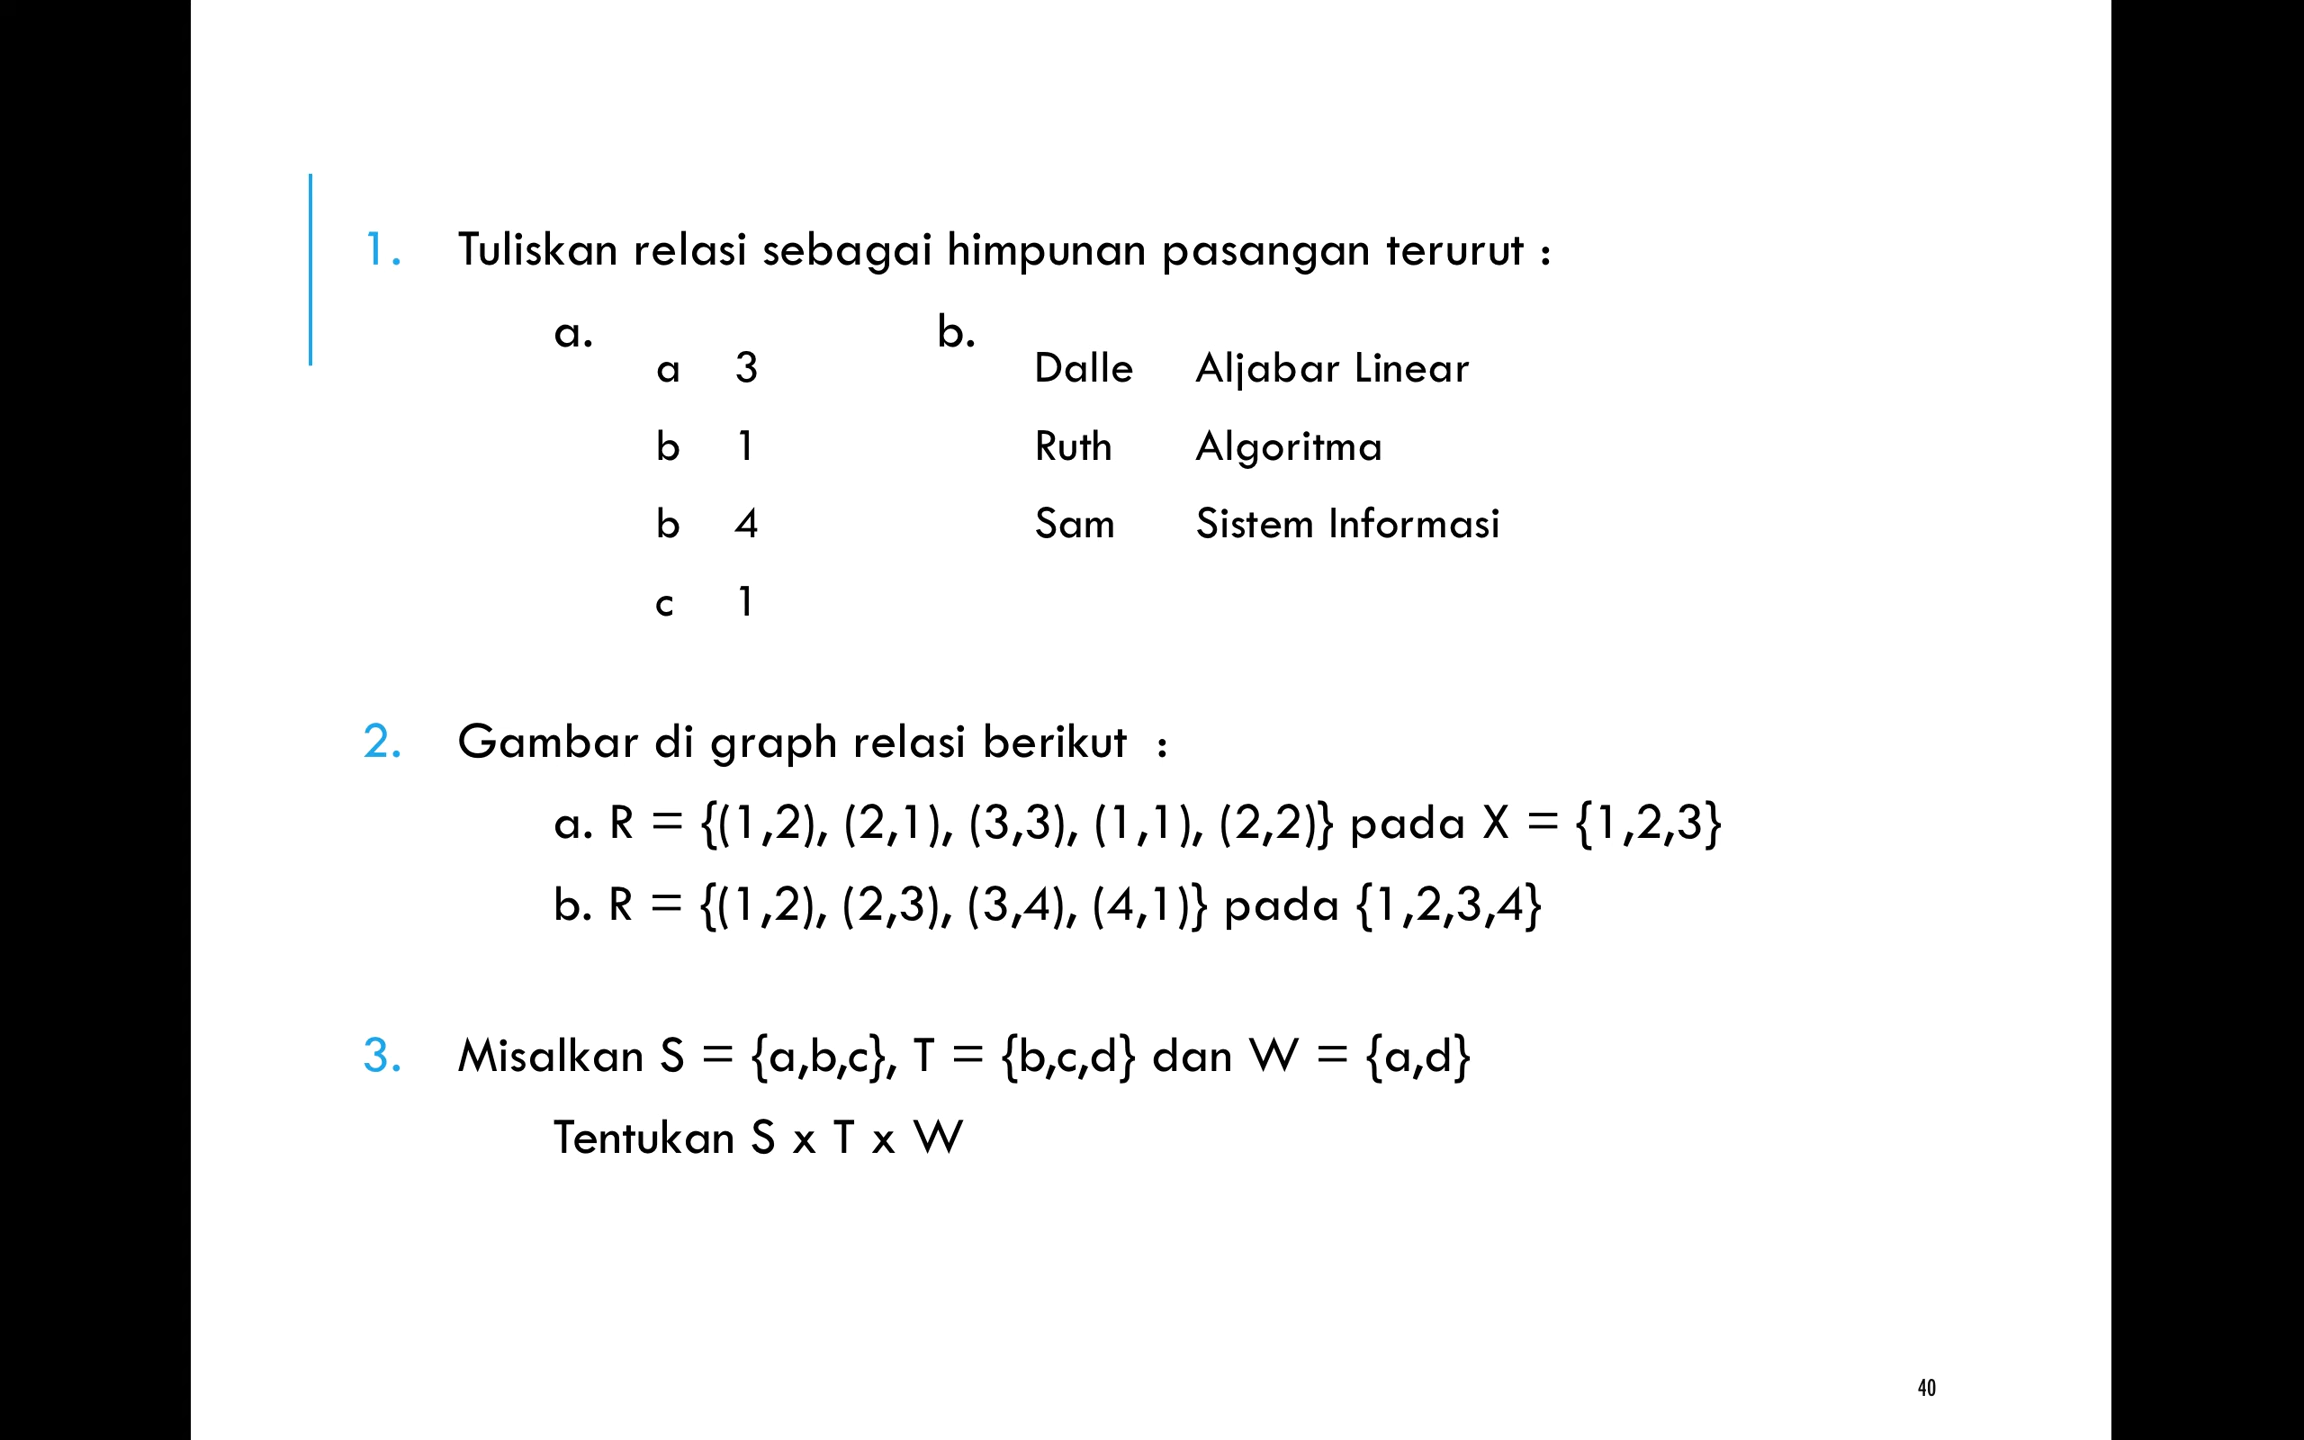 1. Tuliskan relasi sebagai himpunan pasangan terurut :
a. b.
a 3 Dalle Aljabar Linear
b 1 Ruth Algoritma
b 4 Sam Sistem Informasi
c 1
2. Gambar di graph relasi berikut :
a. R = {(1,2), (2,1), (3,3), (1,1), (2,2)} pada X = {1,2,3}
b. R = {(1,2), (2,3), (3,4), (4,1)} pada {1,2,3,4}
3. Misalkan S = {a,b,c}, T = {b,c,d} dan W = {a,d}
Tentukan S x T x W
40